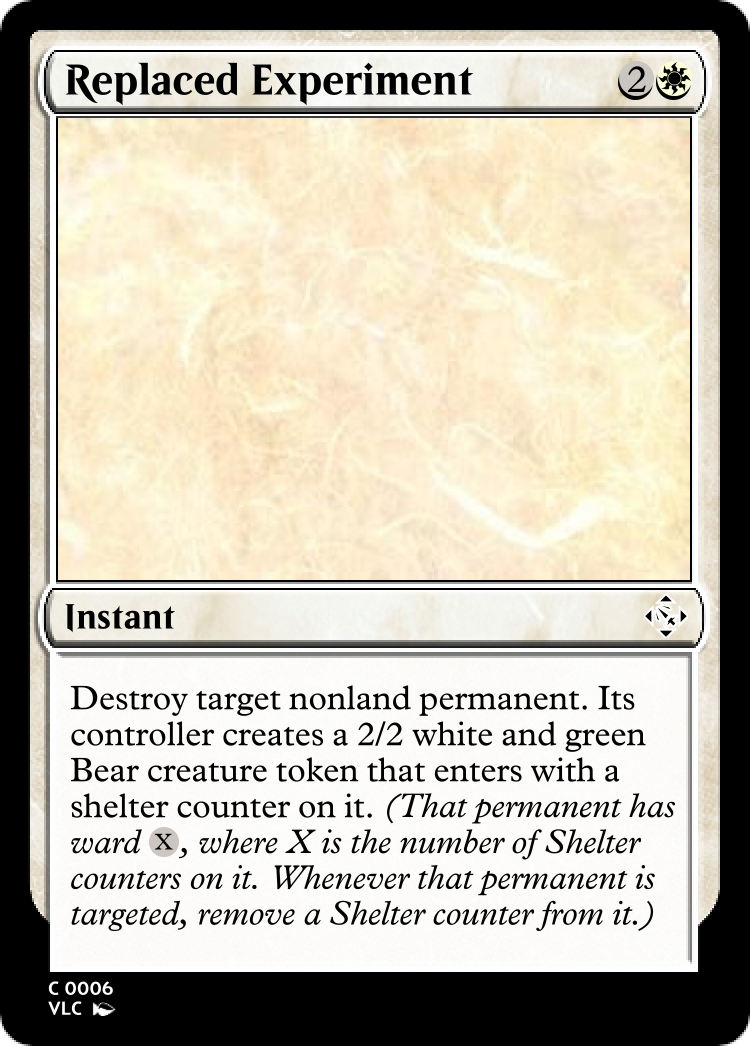 Replaced Experiment 2
Instant
Destroy target nonland permanent. Its
controller creates a 2/2 white and green
Bear creature token that enters with a
shelter counter on it. (That permanent has
ward X, where X is the number of Shelter
counters on it. Whenever that permanent is
targeted, remove a Shelter counter from it.)
C 0006
VLC